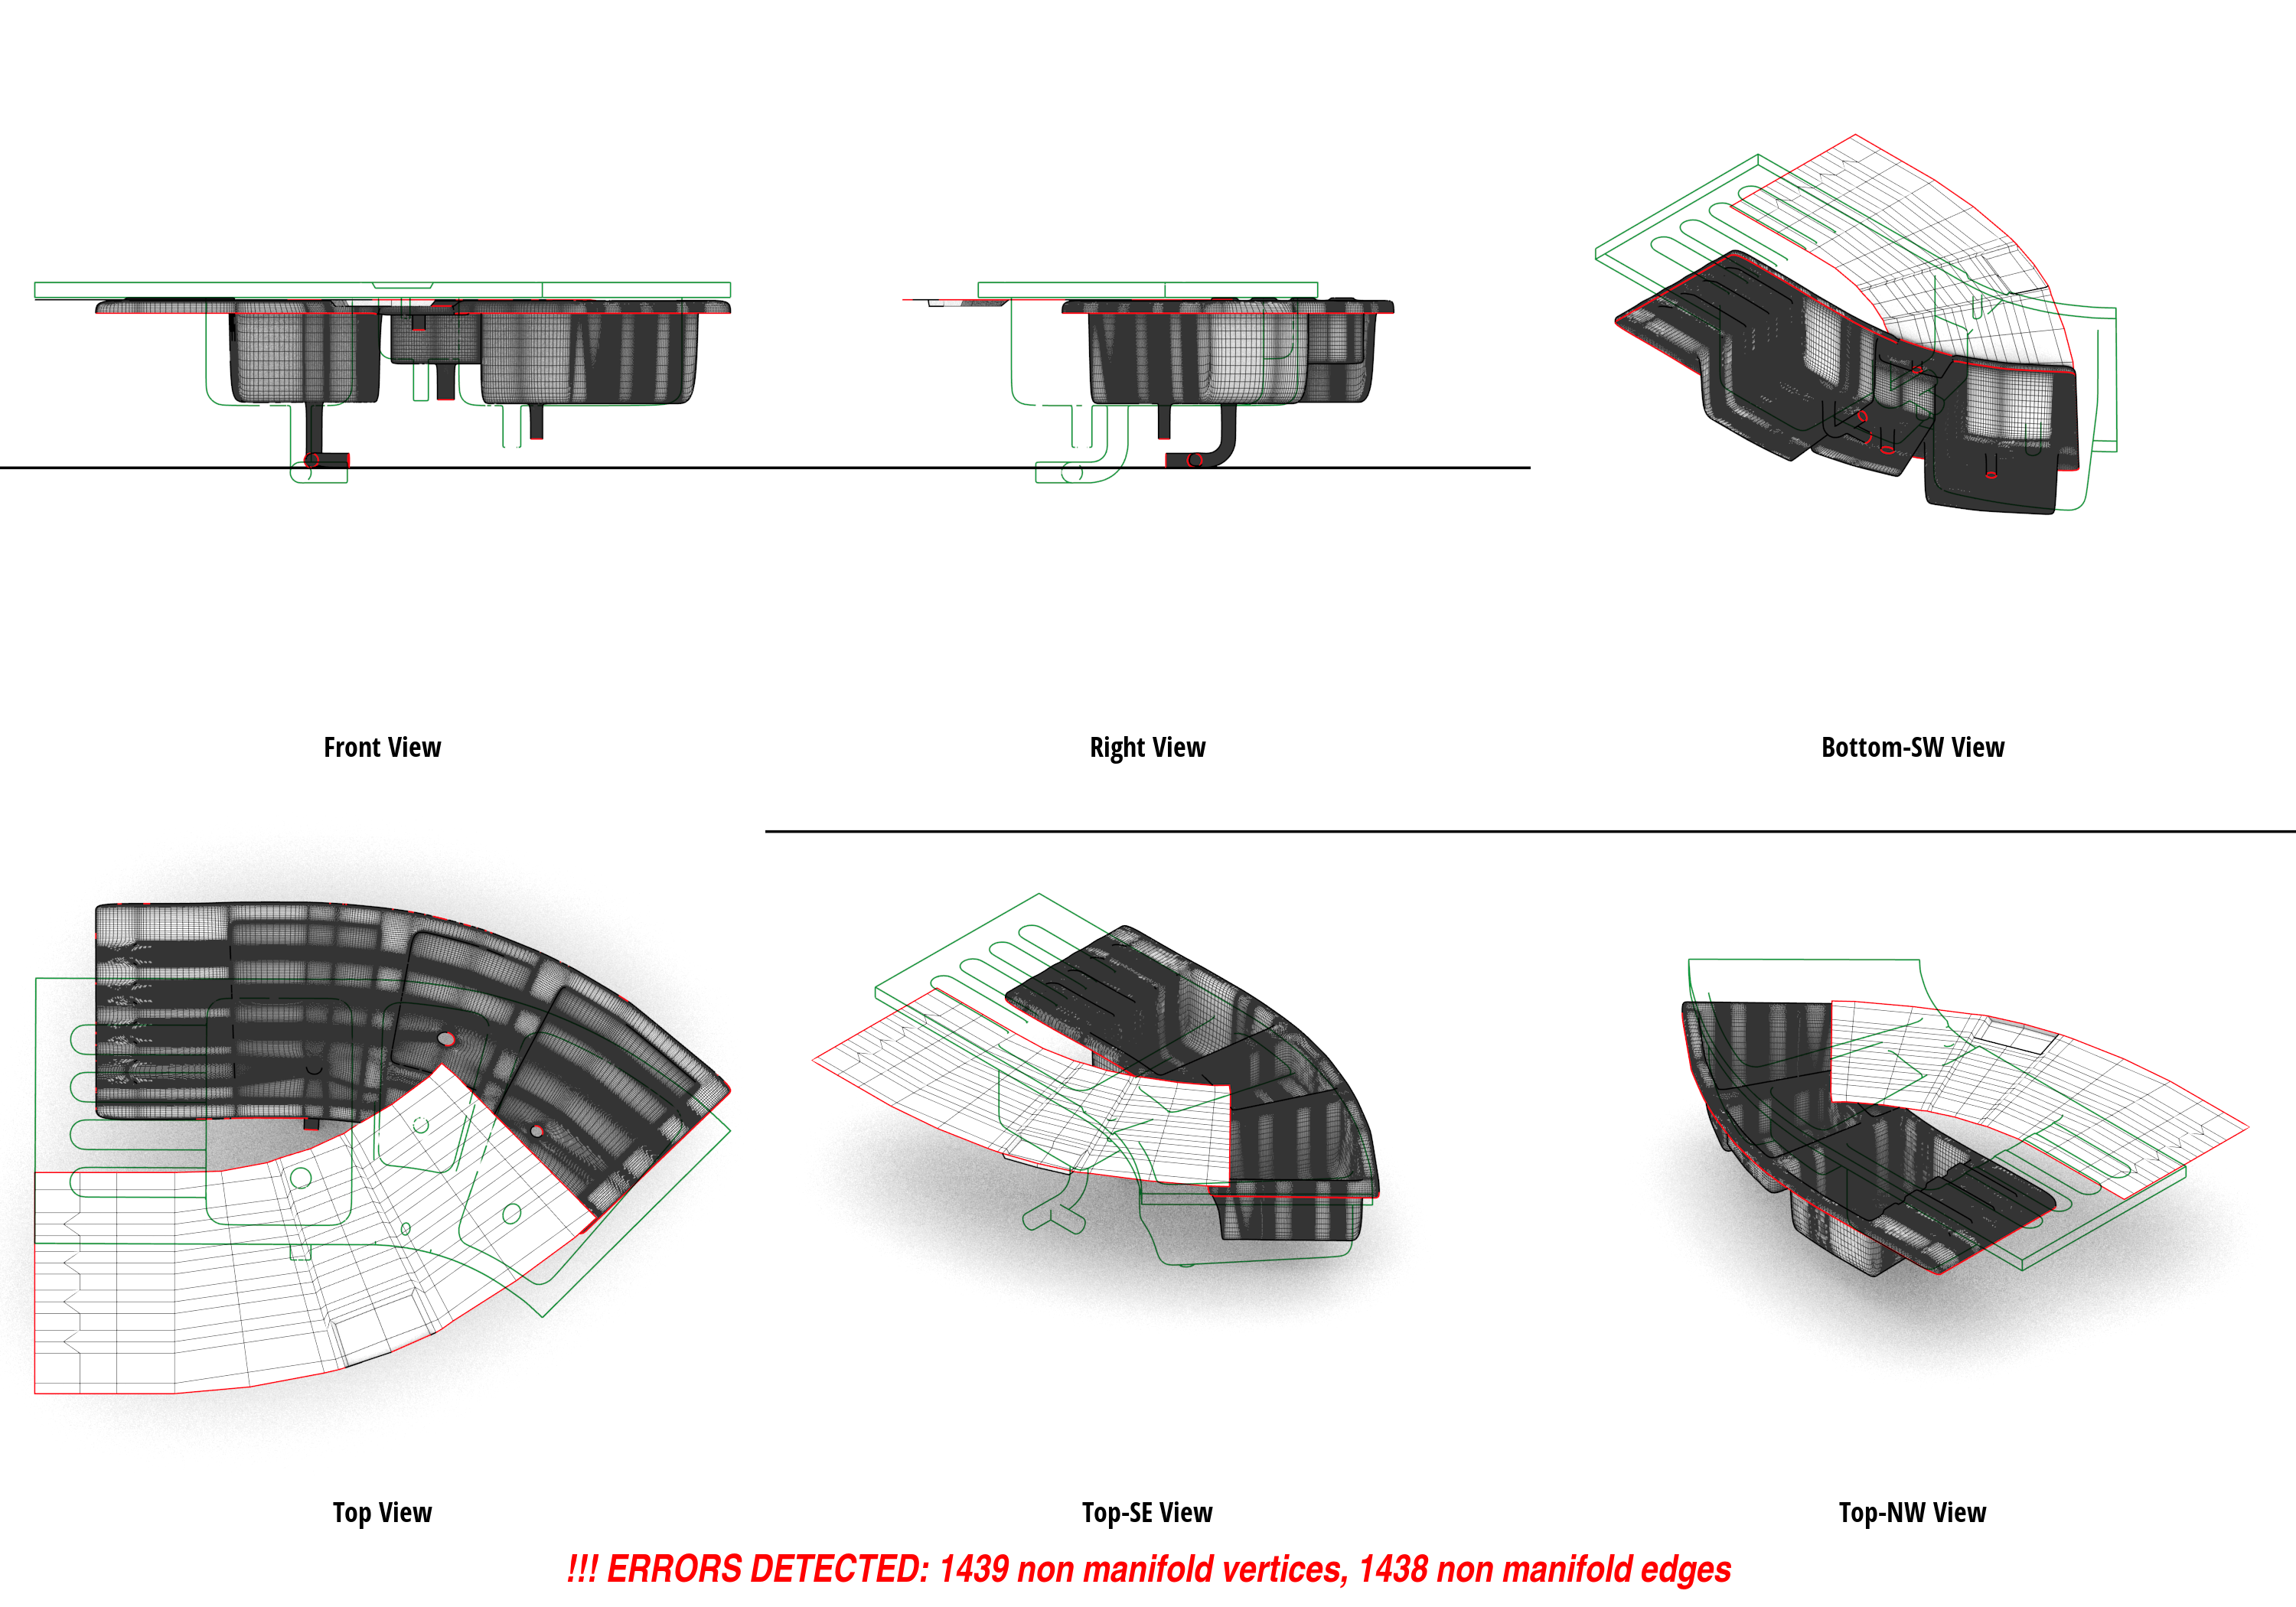 Front View
Right View
Bottom-SW View
Top View
Top-SE View
Top-NW View
!!! ERRORS DETECTED: 1439 non manifold vertices, 1438 non manifold edges